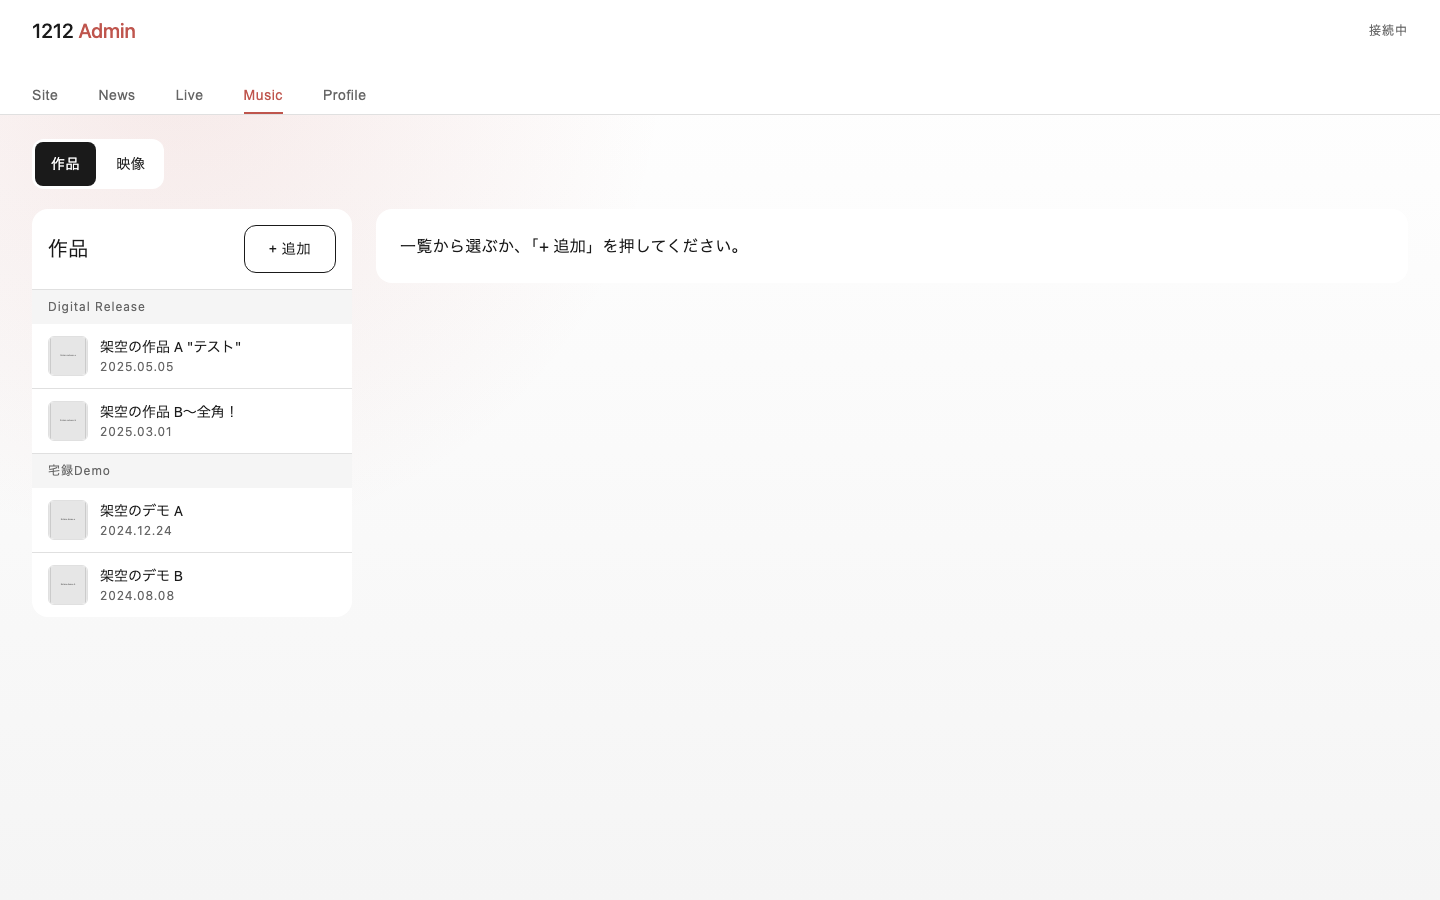 1212 Admin
接続中
Site
News
Live
Music
Profile
作品
映像
作品
+ 追加
一覧から選ぶか、「+ 追加」を押してください。
Digital Release
架空の作品 A "テスト"
2025.05.05
架空の作品 B〜全角！
2025.03.01
宅録Demo
架空のデモ A
2024.12.24
架空のデモ B
2024.08.08